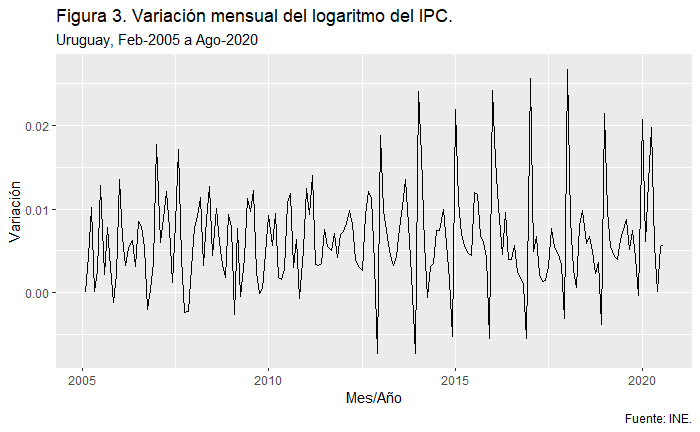 Figura 3. Variación mensual del logaritmo del IPC.
Uruguay, Feb-2005 a Ago-2020
Variación
0.02
0.01
0.00
2005
2010
2015
2020
Mes/Año
Fuente: INE.